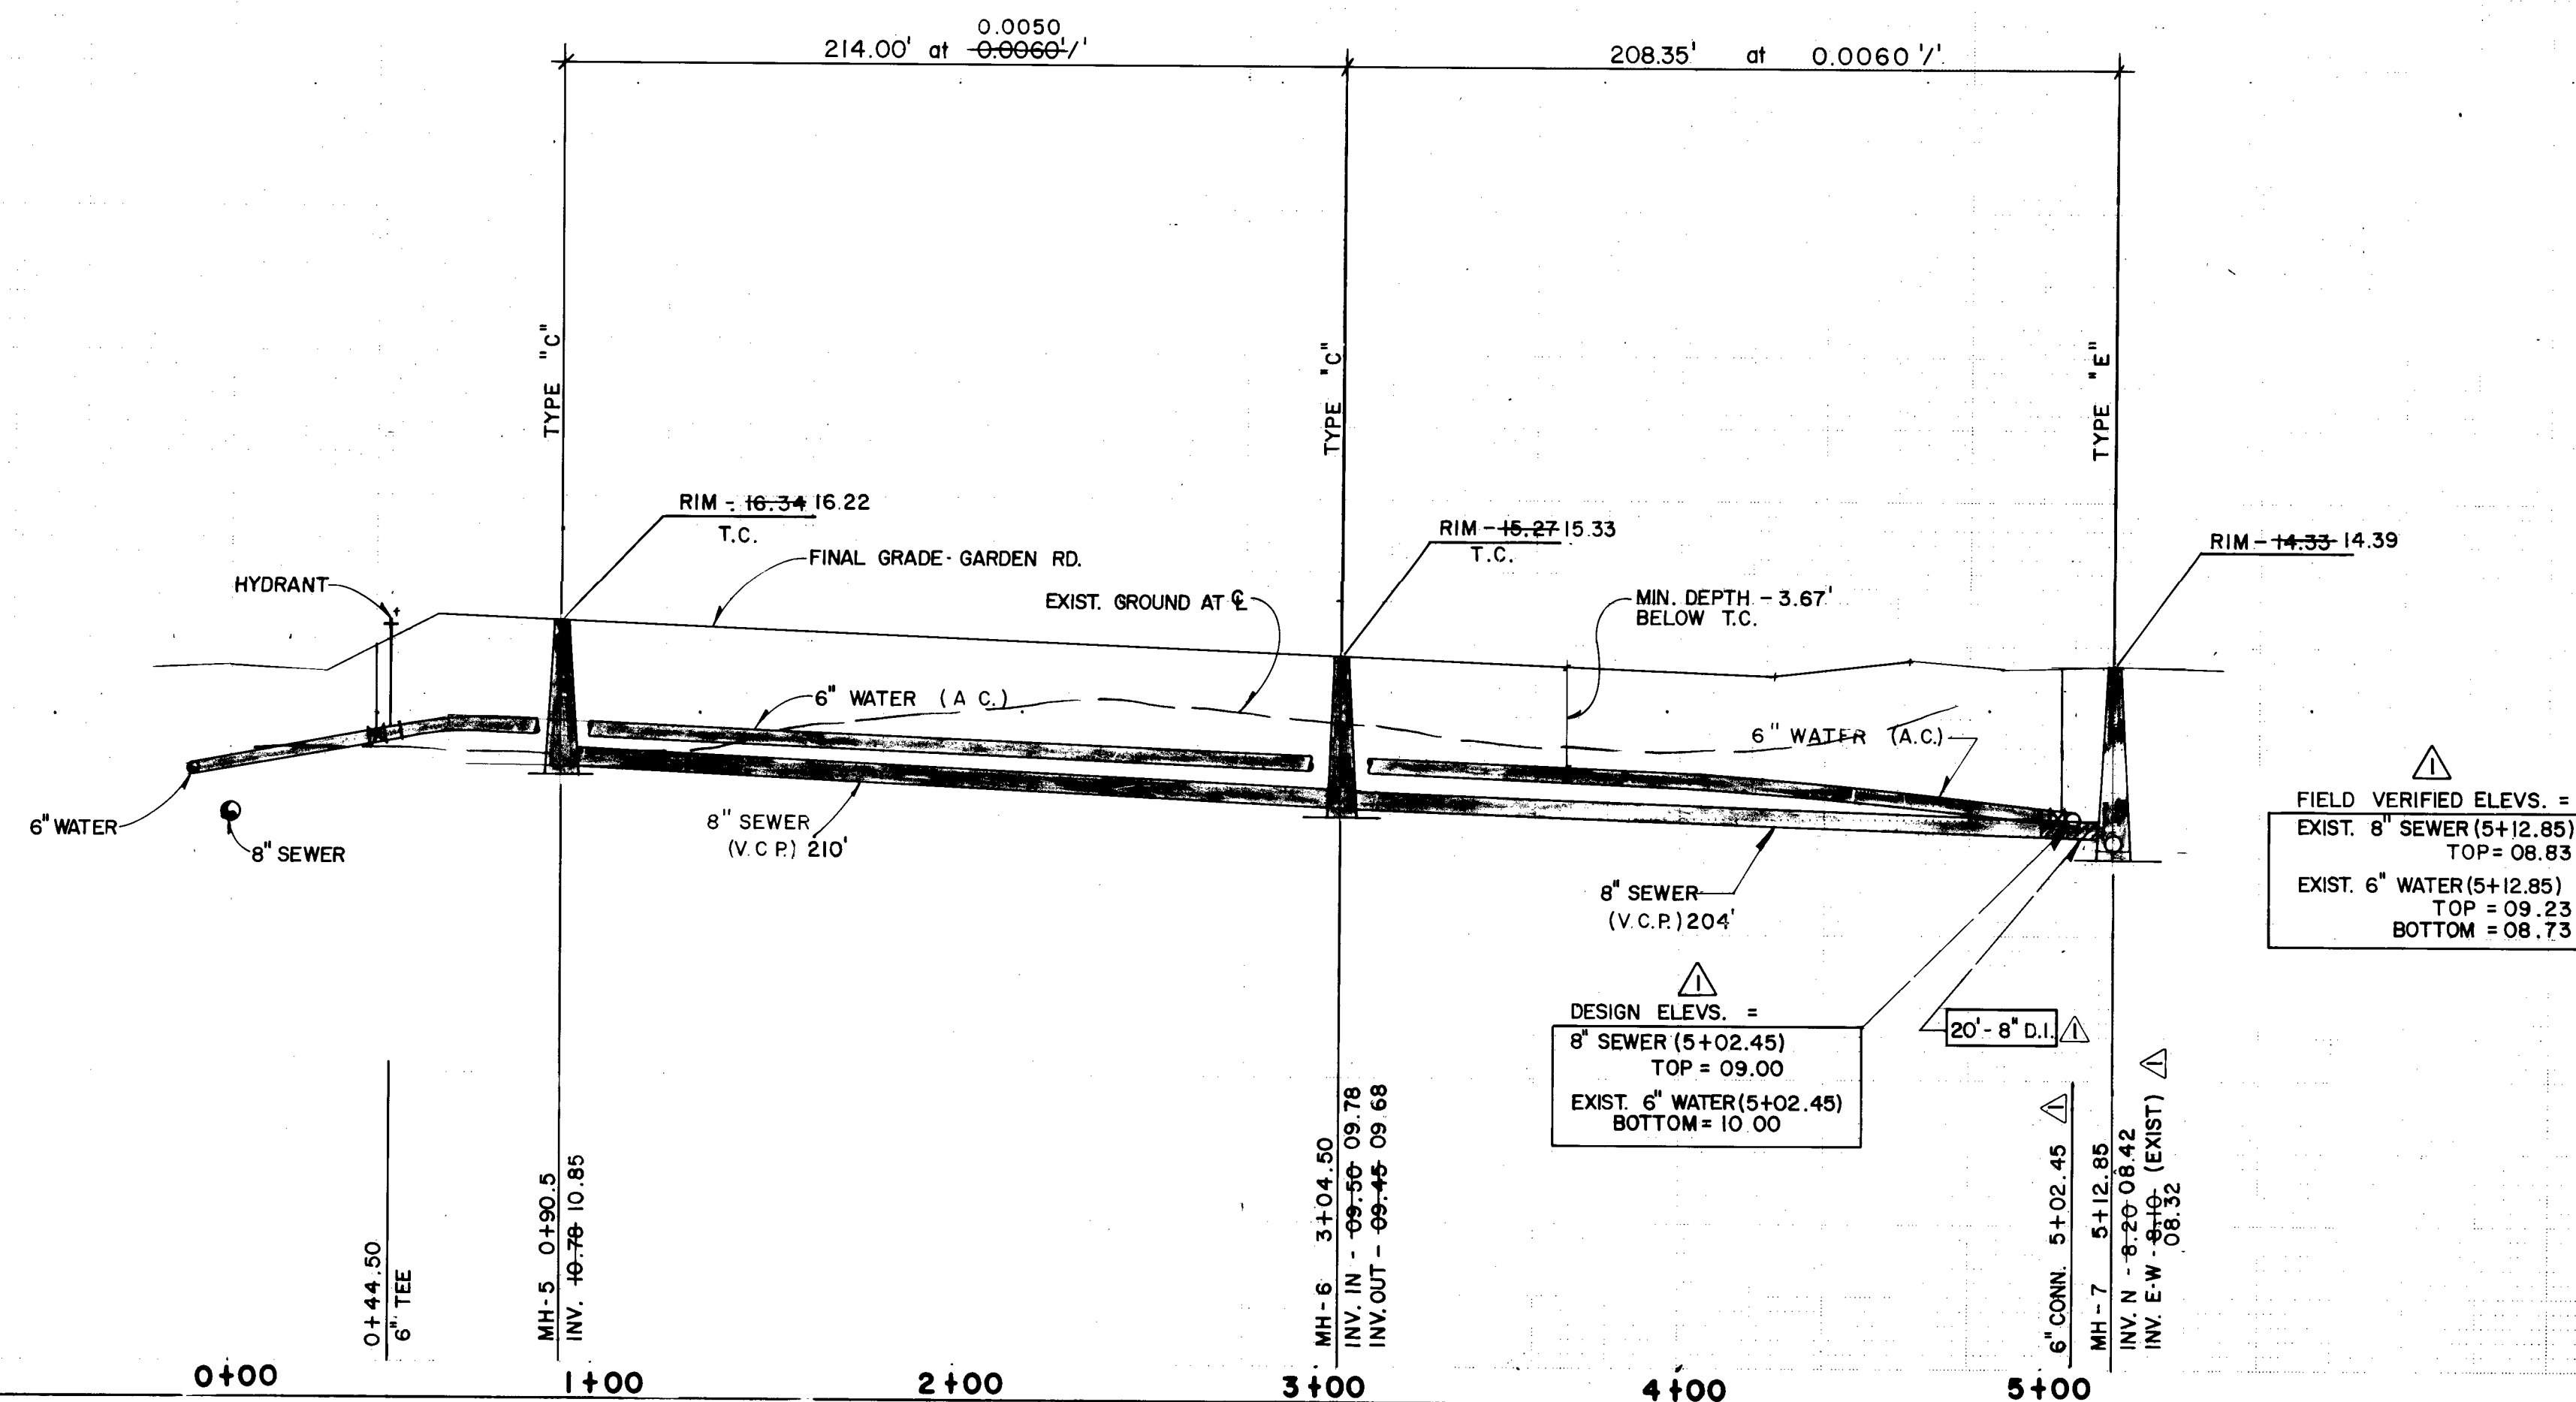 0.0050
214.00' at 0.0060'/'
208.35' at 0.0060'/'
TYPE "C"
TYPE "C"
TYPE "E"
RIM - 16.34 16.22
T.C.
RIM - 15.27 15.33
T.C.
RIM - 14.33 14.39
FINAL GRADE - GARDEN RD.
HYDRANT
EXIST. GROUND AT ℄
MIN. DEPTH - 3.67'
BELOW T.C.
6" WATER (A C.)
6" WATER (A.C.)
6" WATER
8" SEWER
8" SEWER
(V.C P.) 210'
8" SEWER
(V.C.P.) 204'
1
FIELD VERIFIED ELEVS. =
EXIST. 8" SEWER (5+12.85)
TOP = 08.83
EXIST. 6" WATER (5+12.85)
TOP = 09.23
BOTTOM = 08.73
1
DESIGN ELEVS. =
8" SEWER (5+02.45)
TOP = 09.00
EXIST. 6" WATER (5+02.45)
BOTTOM = 10.00
20' - 8" D.I. 1
0+44.50
6" TEE
MH-5 0+90.5
INV. 10.78 10.85
MH-6 3+04.50
INV. IN - 09.50 09.78
INV. OUT - 09.45 09.68
6" CONN. 5+02.45 1
MH-7 5+12.85
INV. N - 8.20 08.42
INV. E-W - 8.10 (EXIST) 1
08.32
0+00 1+00 2+00 3+00 4+00 5+00